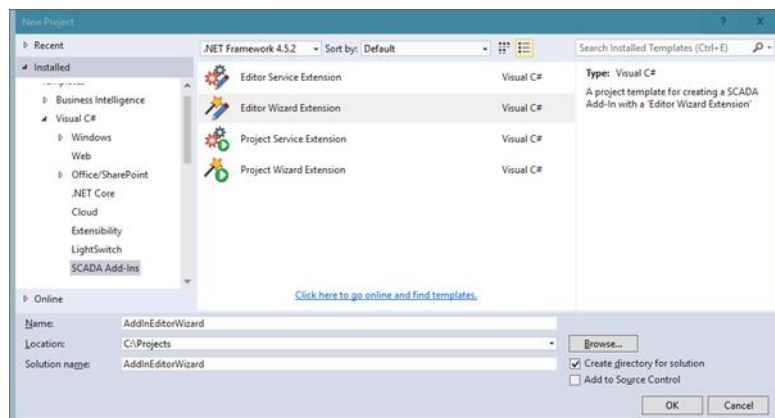 New Project
? X
Recent
.NET Framework 4.5.2 Sort by: Default
Search Installed Templates (Ctrl+E)
Installed
Business Intelligence
Visual C#
Windows
Web
Office/SharePoint
.NET Core
Cloud
Extensibility
LightSwitch
SCADA Add-Ins
Online
Editor Service Extension Visual C#
Editor Wizard Extension Visual C#
Project Service Extension Visual C#
Project Wizard Extension Visual C#
Click here to go online and find templates.
Type: Visual C#
A project template for creating a SCADA
Add-In with a 'Editor Wizard Extension'
Name: AddInEditorWizard
Location: C:\Projects
Solution name: AddInEditorWizard
Browse...
Create directory for solution
Add to Source Control
OK Cancel